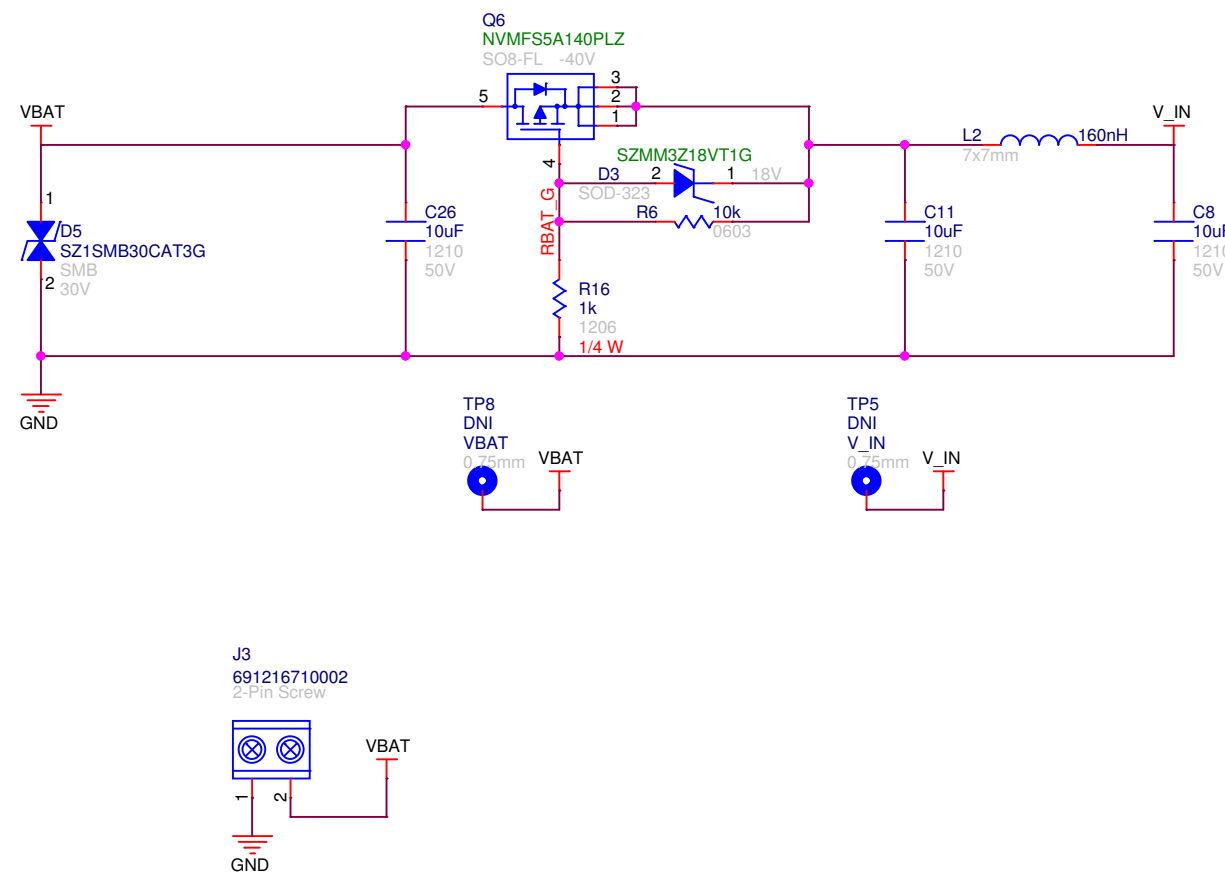 Q6
NVMFS5A140PLZ
SO8-FL -40V
5
3
2
1
4
VBAT
1
D5
SZ1SMB30CAT3G
SMB
2
30V
C26
10uF
1210
50V
SZMM3Z18VT1G
D3
2
1
18V
SOD-323
RBAT_G
R6
10k
0603
R16
1k
1206
1/4 W
C11
10uF
1210
50V
L2
160nH
7x7mm
V_IN
C8
10uF
1210
50V
GND
TP8
DNI
VBAT
0.75mm
VBAT
TP5
DNI
V_IN
0.75mm
V_IN
J3
691216710002
2-Pin Screw
1
2
VBAT
GND